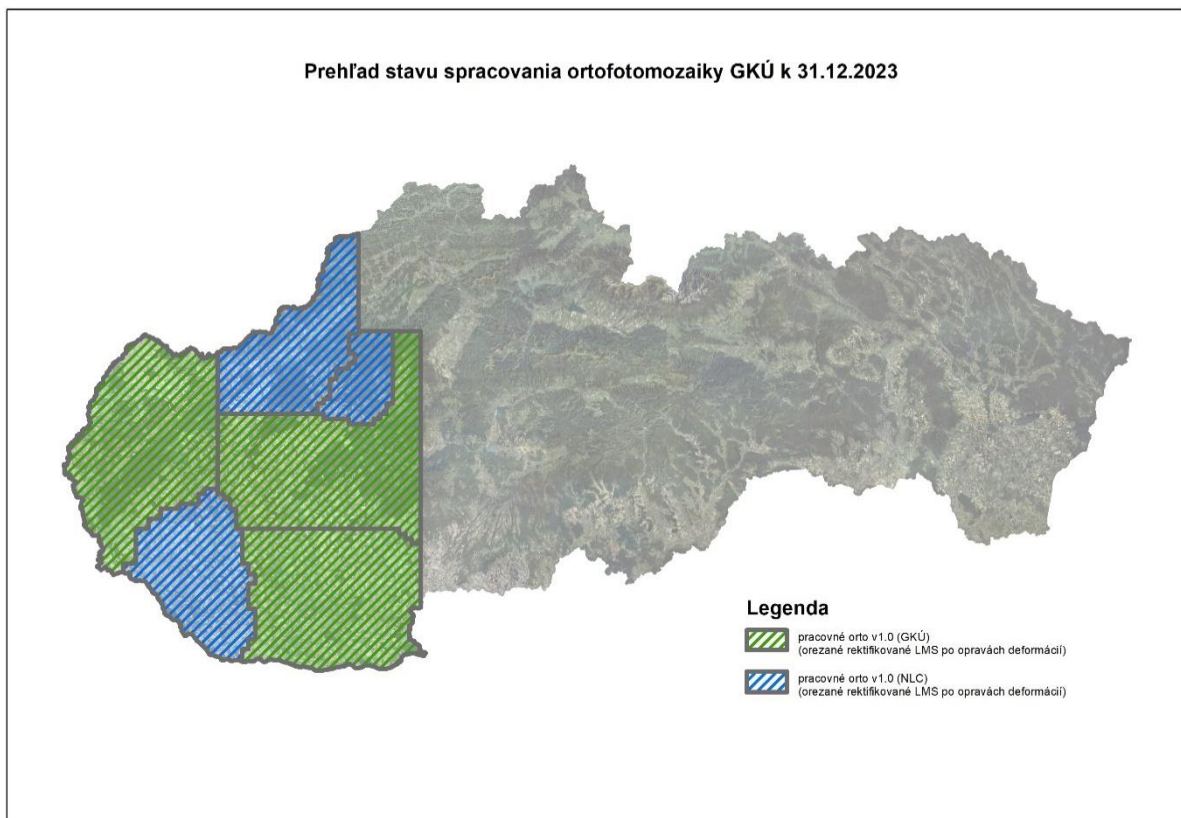 Prehľad stavu spracovania ortofotomozaiky GKÚ k 31.12.2023
Legenda
pracovné orto v1.0 (GKÚ)
(orezané rektifikované LMS po opravách deformácií)
pracovné orto v1.0 (NLC)
(orezané rektifikované LMS po opravách deformácií)